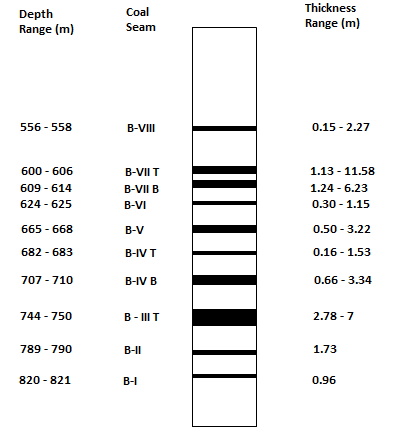 Depth Range (m) Coal Seam Thickness Range (m)
556 - 558 B-VIII 0.15 - 2.27
600 - 606 B-VII T 1.13 - 11.58
609 - 614 B-VII B 1.24 - 6.23
624 - 625 B-VI 0.30 - 1.15
665 - 668 B-V 0.50 - 3.22
682 - 683 B-IV T 0.16 - 1.53
707 - 710 B-IV B 0.66 - 3.34
744 - 750 B - III T 2.78 - 7
789 - 790 B-II 1.73
820 - 821 B-I 0.96